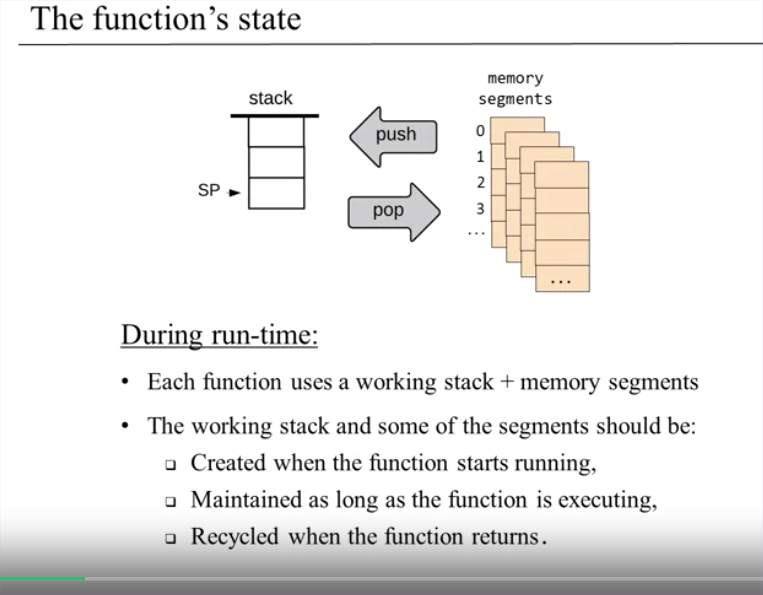 The function’s state
stack
memory
segments
push
pop
SP
0
1
2
3
...
...
During run-time:
• Each function uses a working stack + memory segments
• The working stack and some of the segments should be:
❑ Created when the function starts running,
❑ Maintained as long as the function is executing,
❑ Recycled when the function returns.